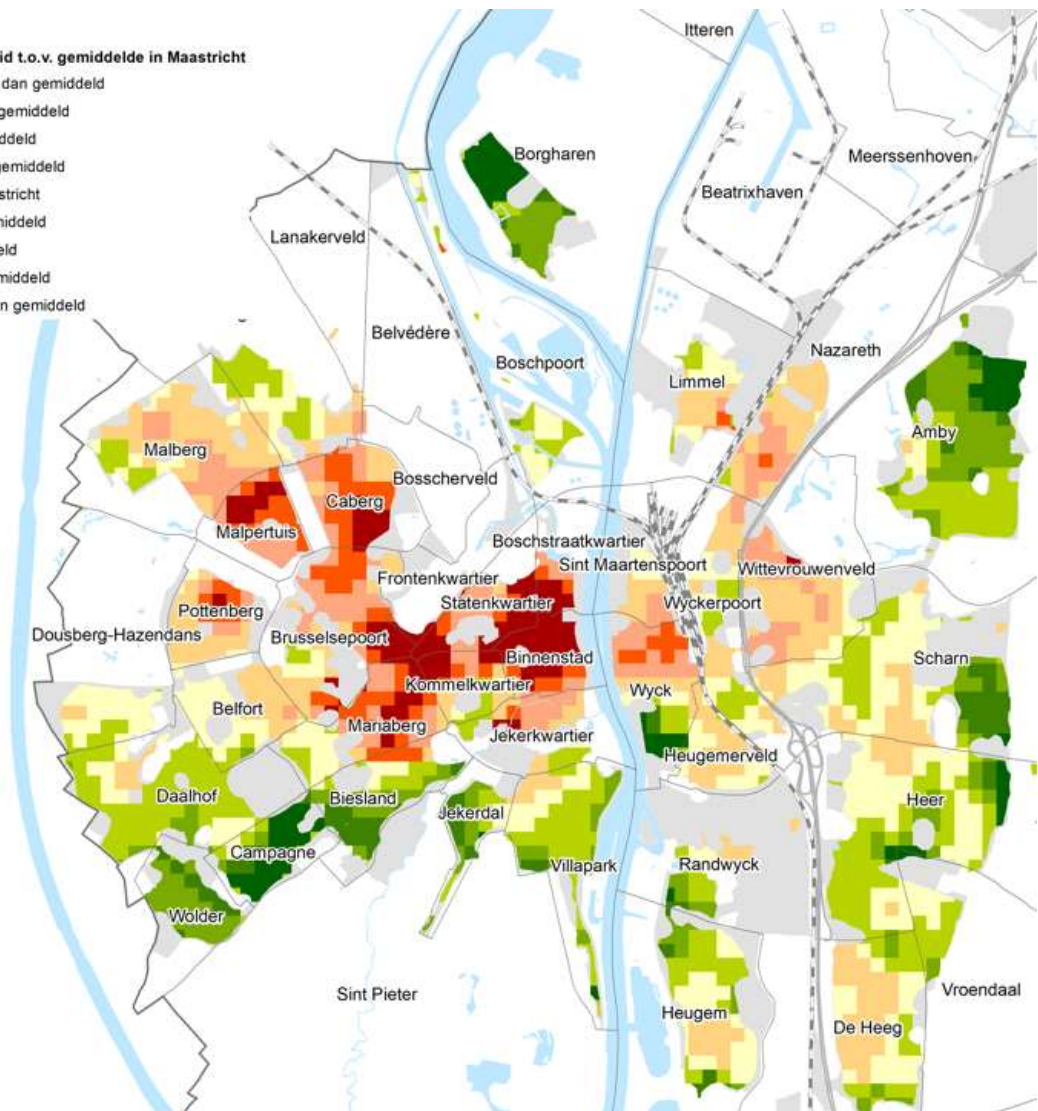 id t.o.v. gemiddelde in Maastricht
dan gemiddeld
gemiddeld
ddeld
gemiddeld
stricht
middeld
eld
middeld
n gemiddeld
Itteren
Borgharen
Meerssenhoven
Beatrixhaven
Lanakerveld
Belvédère
Boschpoort
Nazareth
Limmel
Amby
Malberg
Bosscherveld
Caberg
Malpertuis
Boschstraatkwartier
Sint Maartenspoort
Wittevrouwenveld
Frontenkwartier
Statenkwartier
Wyckerpoort
Pottenberg
Dousberg-Hazendans
Brusselsepoort
Binnenstad
Scharn
Kommelkwartier
Wyck
Belfort
Mariaberg
Jekerkwartier
Heugemerveld
Daalhof
Biesland
Heer
Jekerdal
Campagne
Villapark
Randwyck
Wolder
Sint Pieter
Vroendaal
Heugem
De Heeg